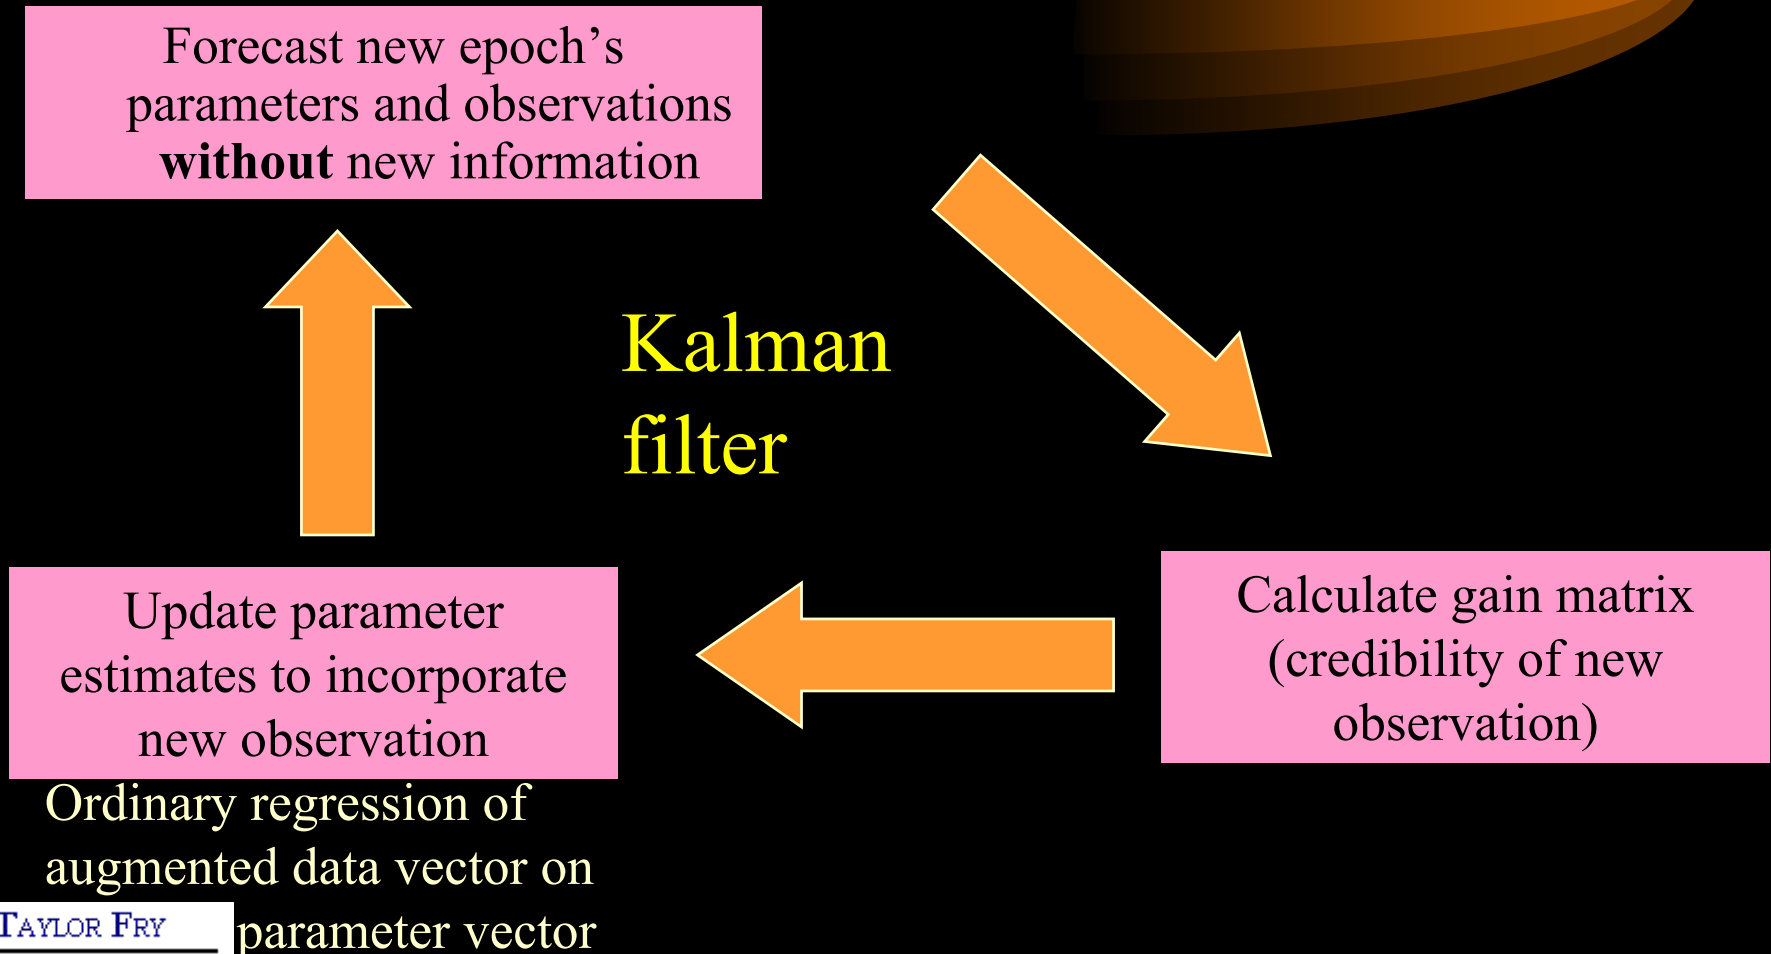 Forecast new epoch’s
parameters and observations
without new information
Kalman
filter
Update parameter
estimates to incorporate
new observation
Calculate gain matrix
(credibility of new
observation)
Ordinary regression of
augmented data vector on
parameter vector
TAYLOR FRY